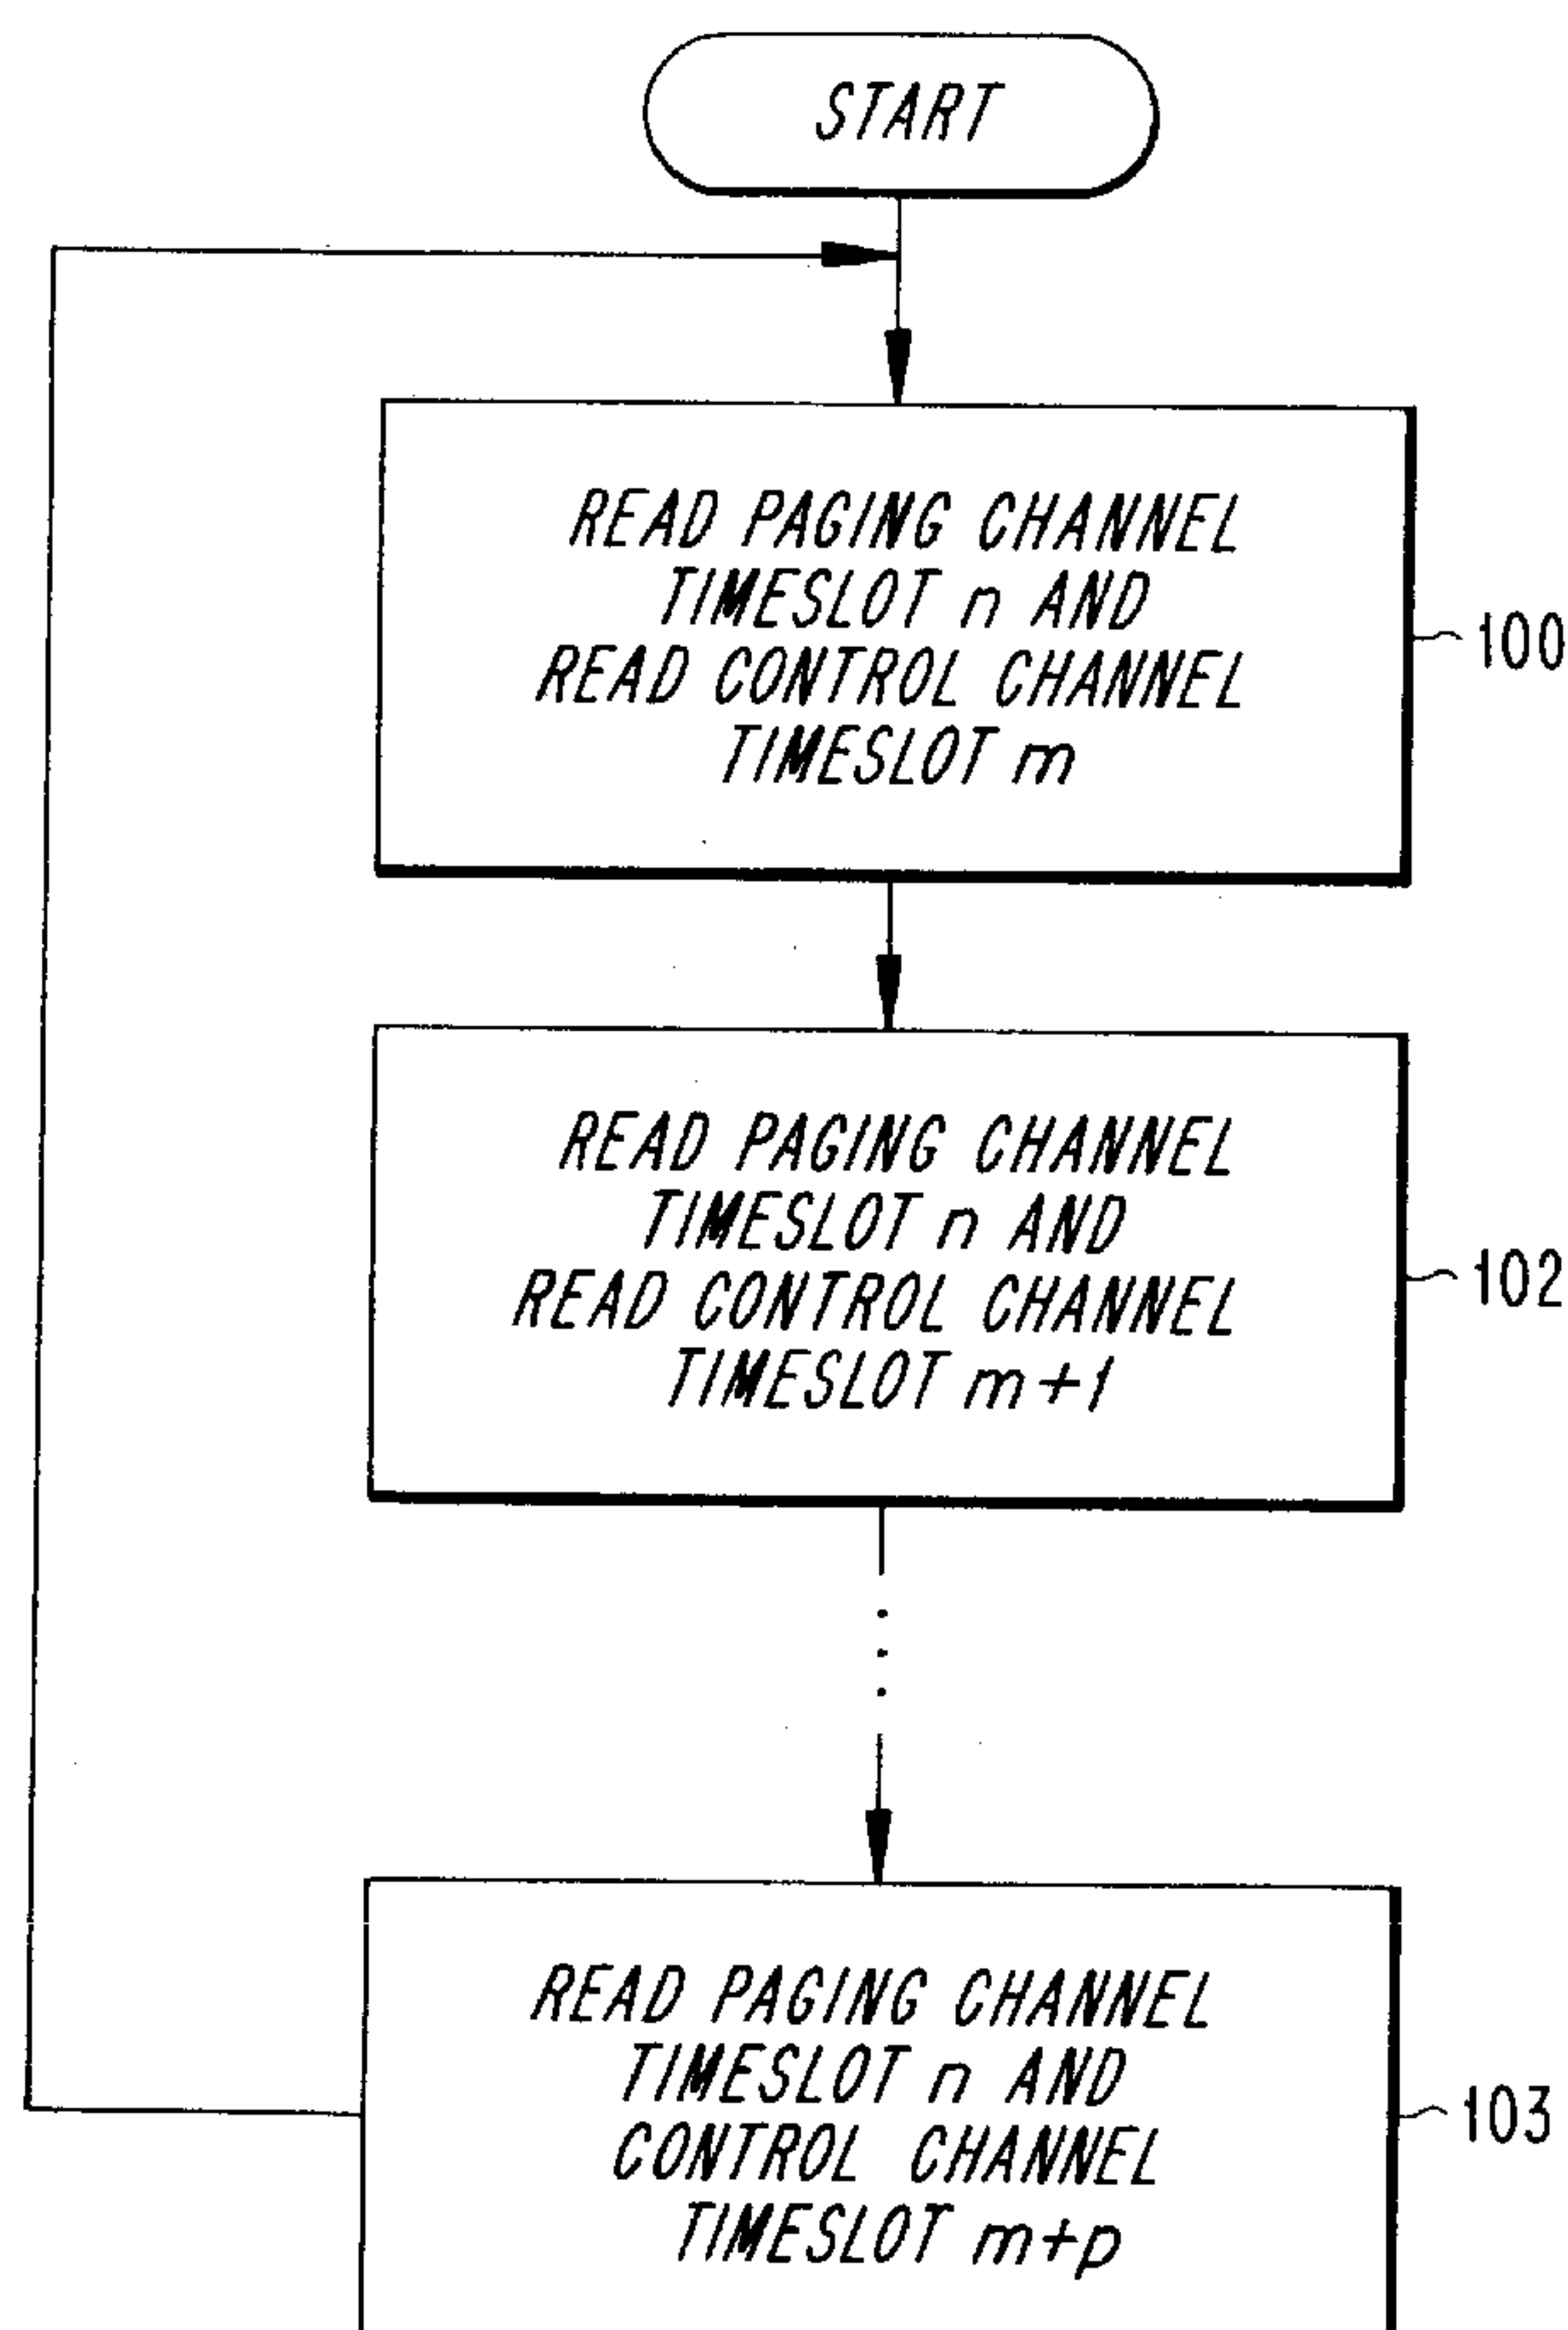 START
READ PAGING CHANNEL
TIMESLOT n AND
READ CONTROL CHANNEL
TIMESLOT m
100
READ PAGING CHANNEL
TIMESLOT n AND
READ CONTROL CHANNEL
TIMESLOT m+1
102
READ PAGING CHANNEL
TIMESLOT n AND
CONTROL CHANNEL
TIMESLOT m+p
103